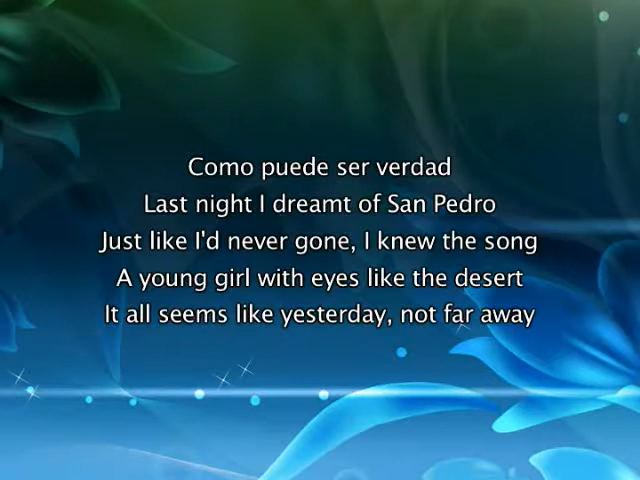 Como puede ser verdad
Last night I dreamt of San Pedro
Just like I'd never gone, I knew the song
A young girl with eyes like the desert
It all seems like yesterday, not far away